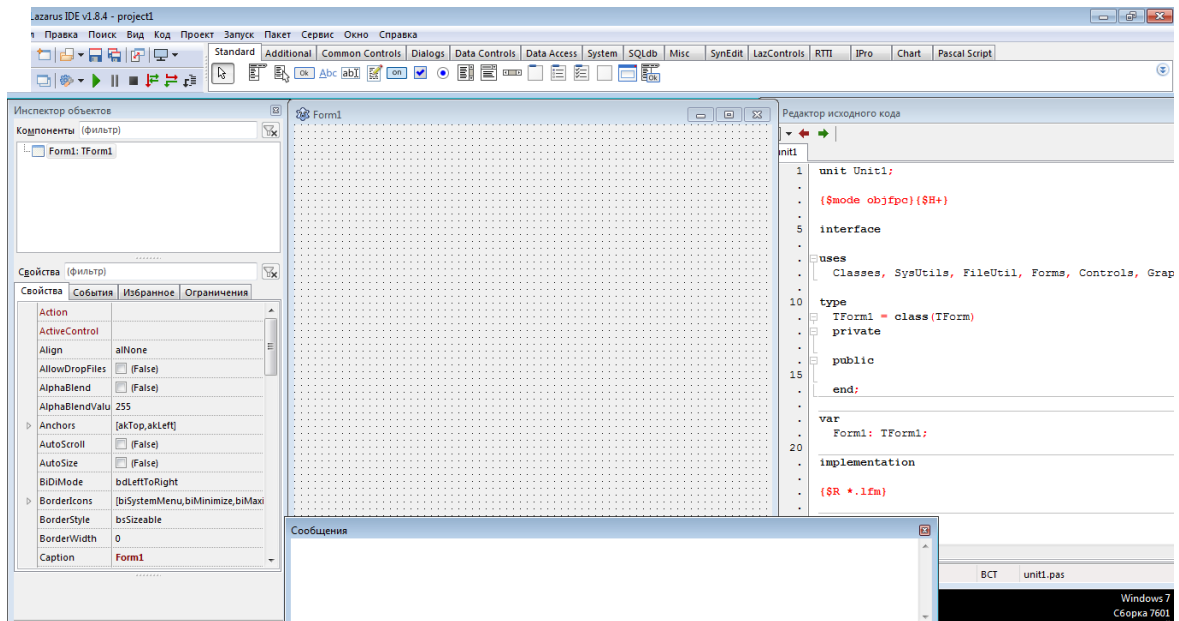 Lazarus IDE v1.8.4 - project1
Правка Поиск Вид Код Проект Запуск Пакет Сервис Окно Справка
Standard Additional Common Controls Dialogs Data Controls Data Access System SQLdb Misc SynEdit LazControls RTTI IPro Chart Pascal Script
Ok Abc abI on Ok
Инспектор объектов
Компоненты (фильтр)
Form1: TForm1
Свойства (фильтр)
Свойства События Избранное Ограничения
Action
ActiveControl
Align alNone
AllowDropFiles (False)
AlphaBlend (False)
AlphaBlendValu 255
Anchors [akTop,akLeft]
AutoScroll (False)
AutoSize (False)
BiDiMode bdLeftToRight
BorderIcons [biSystemMenu,biMinimize,biMaxi
BorderStyle bsSizeable
BorderWidth 0
Caption Form1
Form1
Редактор исходного кода
unit1
1 unit Unit1;
{$mode objfpc}{$H+}
5 interface
uses
Classes, SysUtils, FileUtil, Forms, Controls, Grap
10 type
TForm1 = class(TForm)
private
public
15
end;
var
Form1: TForm1;
20
implementation
{$R *.lfm}
Сообщения
ВСТ unit1.pas
Windows 7
Сборка 7601